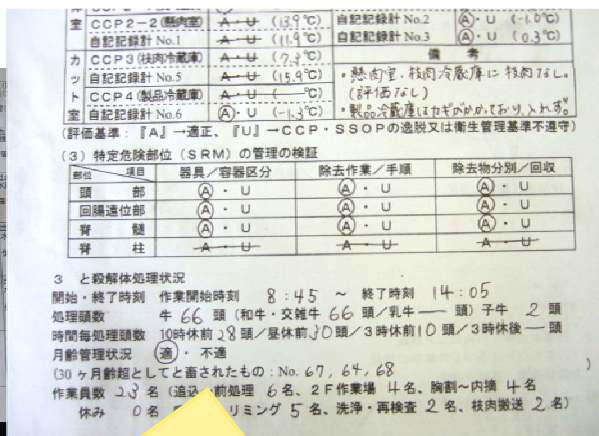 室 CCP2-2(懸肉室) A・U (13.9℃) 自記記録計 No.2 Ⓐ・U (-1.0℃)
自記記録計 No.1 A・U (11.9℃) 自記記録計 No.3 Ⓐ・U (0.3℃)
カット室 CCP3(枝肉冷蔵庫) A・U (7.3℃) 備 考
自記記録計 No.5 A・U (15.9℃) ・懸肉室、枝肉冷蔵庫に枝肉なし。
CCP4(製品冷蔵庫) A・U ( ℃) (評価なし)
自記記録計 No.6 Ⓐ・U (-1.3℃) ・製品冷蔵庫はカギがかかっており、入れず。
(評価基準:『A』→適正、『U』→CCP・SSOPの逸脱又は衛生管理基準不遵守)
(3)特定危険部位(SRM)の管理の検証
部位 項目 器具/容器区分 除去作業/手順 除去物分別/回収
頭 部 Ⓐ・U Ⓐ・U Ⓐ・U
回腸遠位部 Ⓐ・U Ⓐ・U Ⓐ・U
脊 髄 Ⓐ・U Ⓐ・U Ⓐ・U
脊 柱 A・U A・U A・U
3 と殺解体処理状況
開始・終了時刻 作業開始時刻 8:45 ~ 終了時刻 14:05
処理頭数 牛 66 頭(和牛・交雑牛 66 頭/乳牛 ― 頭)子牛 2 頭
時間毎処理頭数 10時休前 28 頭/昼休前 30 頭/3時休前 10 頭/3時休後 ― 頭
月齢管理状況 適・不適
(30ヶ月齢超としてと畜されたもの:No. 67, 64, 68 )
作業員数 23 名(追込・前処理 6 名、2F作業場 4 名、胸割~内摘 4 名
休み 0 名 リミング 5 名、洗浄・再検査 2 名、枝肉搬送 2 名)